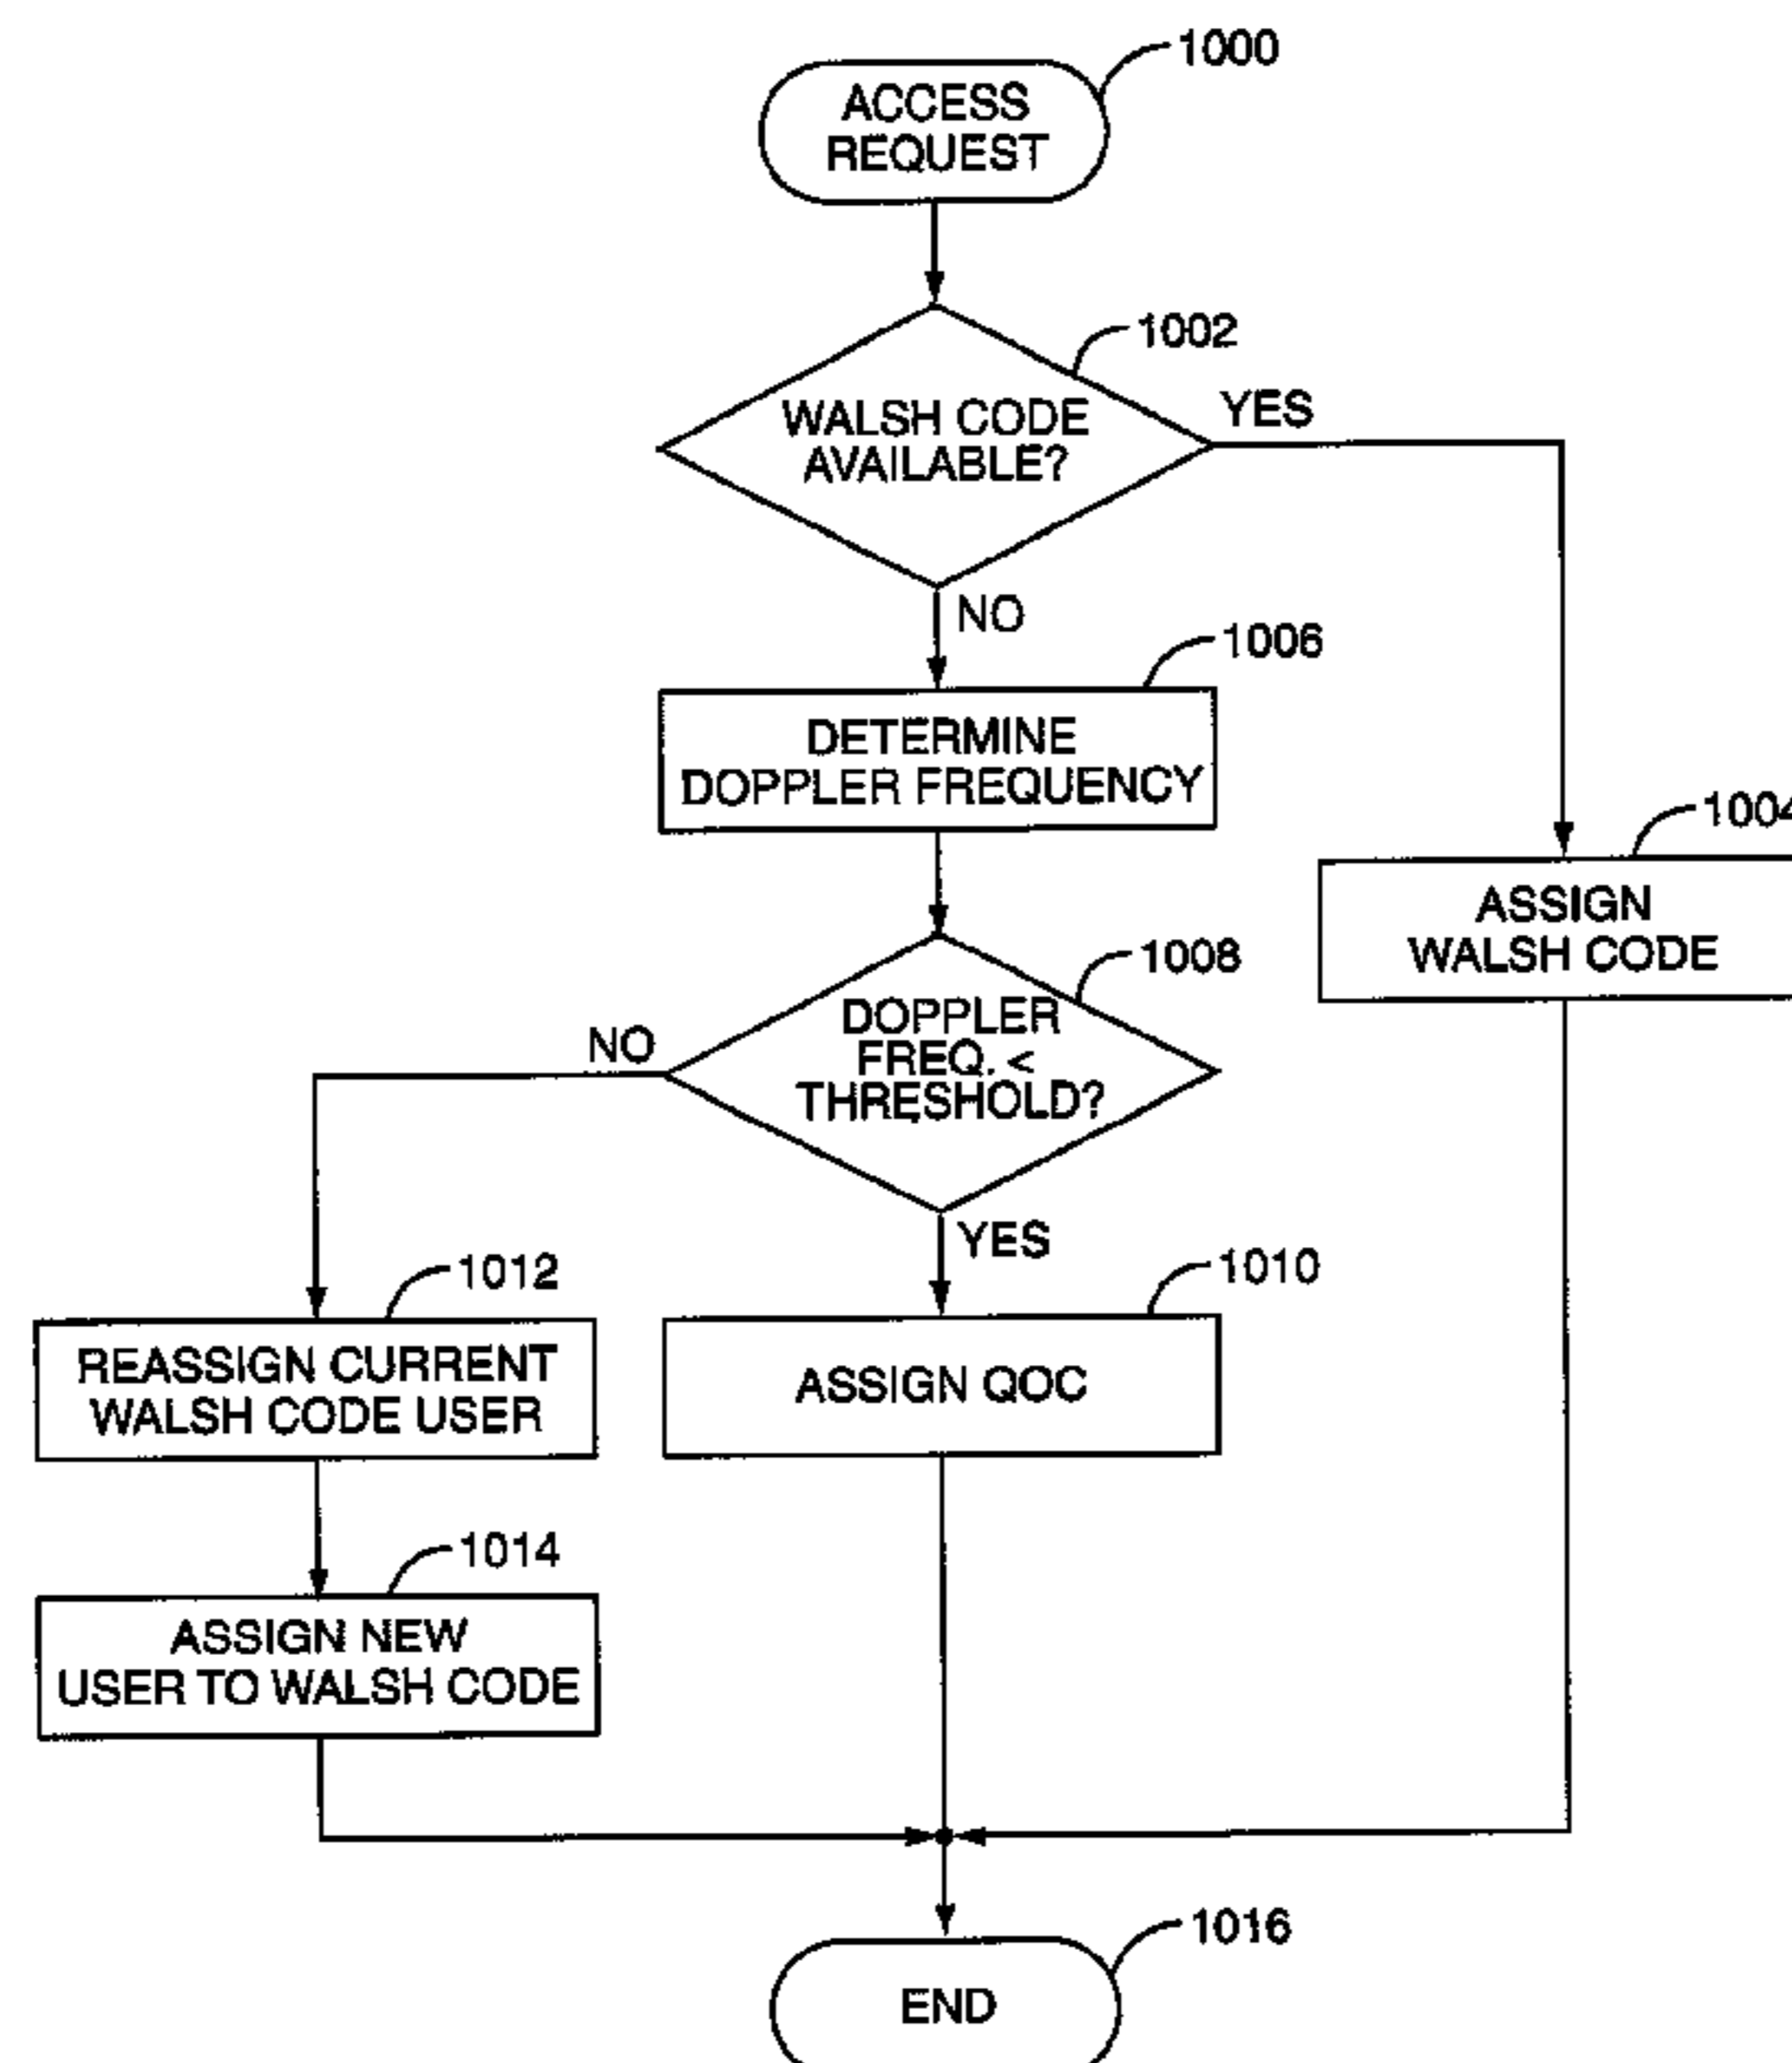 1000
ACCESS
REQUEST
1002
WALSH CODE
AVAILABLE?
YES
NO
1006
DETERMINE
DOPPLER FREQUENCY
1004
ASSIGN
WALSH CODE
1008
DOPPLER
FREQ. <
THRESHOLD?
NO
YES
1012
REASSIGN CURRENT
WALSH CODE USER
1010
ASSIGN QOC
1014
ASSIGN NEW
USER TO WALSH CODE
1016
END